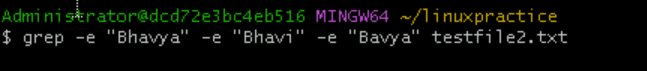 Administrator@dcd72e3bc4eb516 MINGW64 ~/linuxpractice
$ grep -e "Bhavya" -e "Bhavi" -e "Bavya" testfile2.txt